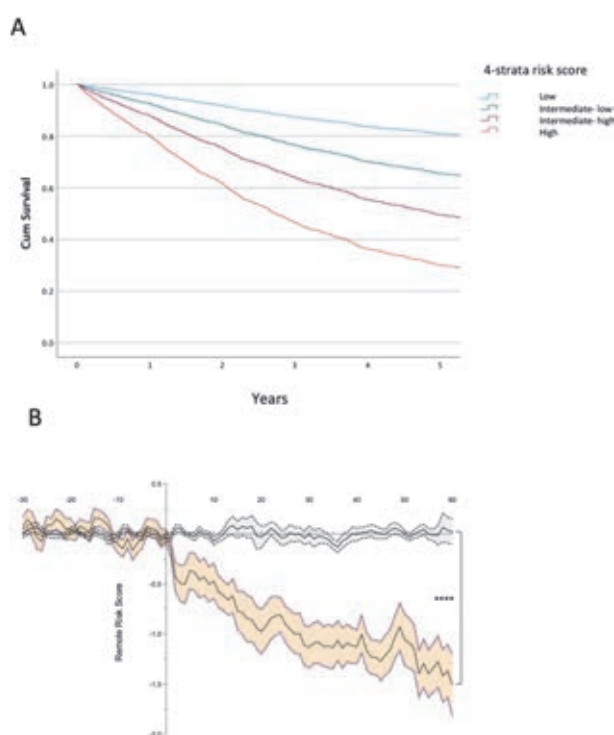 A
4-strata risk score
Low
Intermediate- low
Intermediate- high
High
1.0
0.8
0.6
0.4
0.2
0.0
Cum Survival
0 1 2 3 4 5
Years
B
0.5
-30 -20 -10 10 20 30 40 50 60
-0.5
-1.0
-1.5
-2.0
Remote Risk Score
****